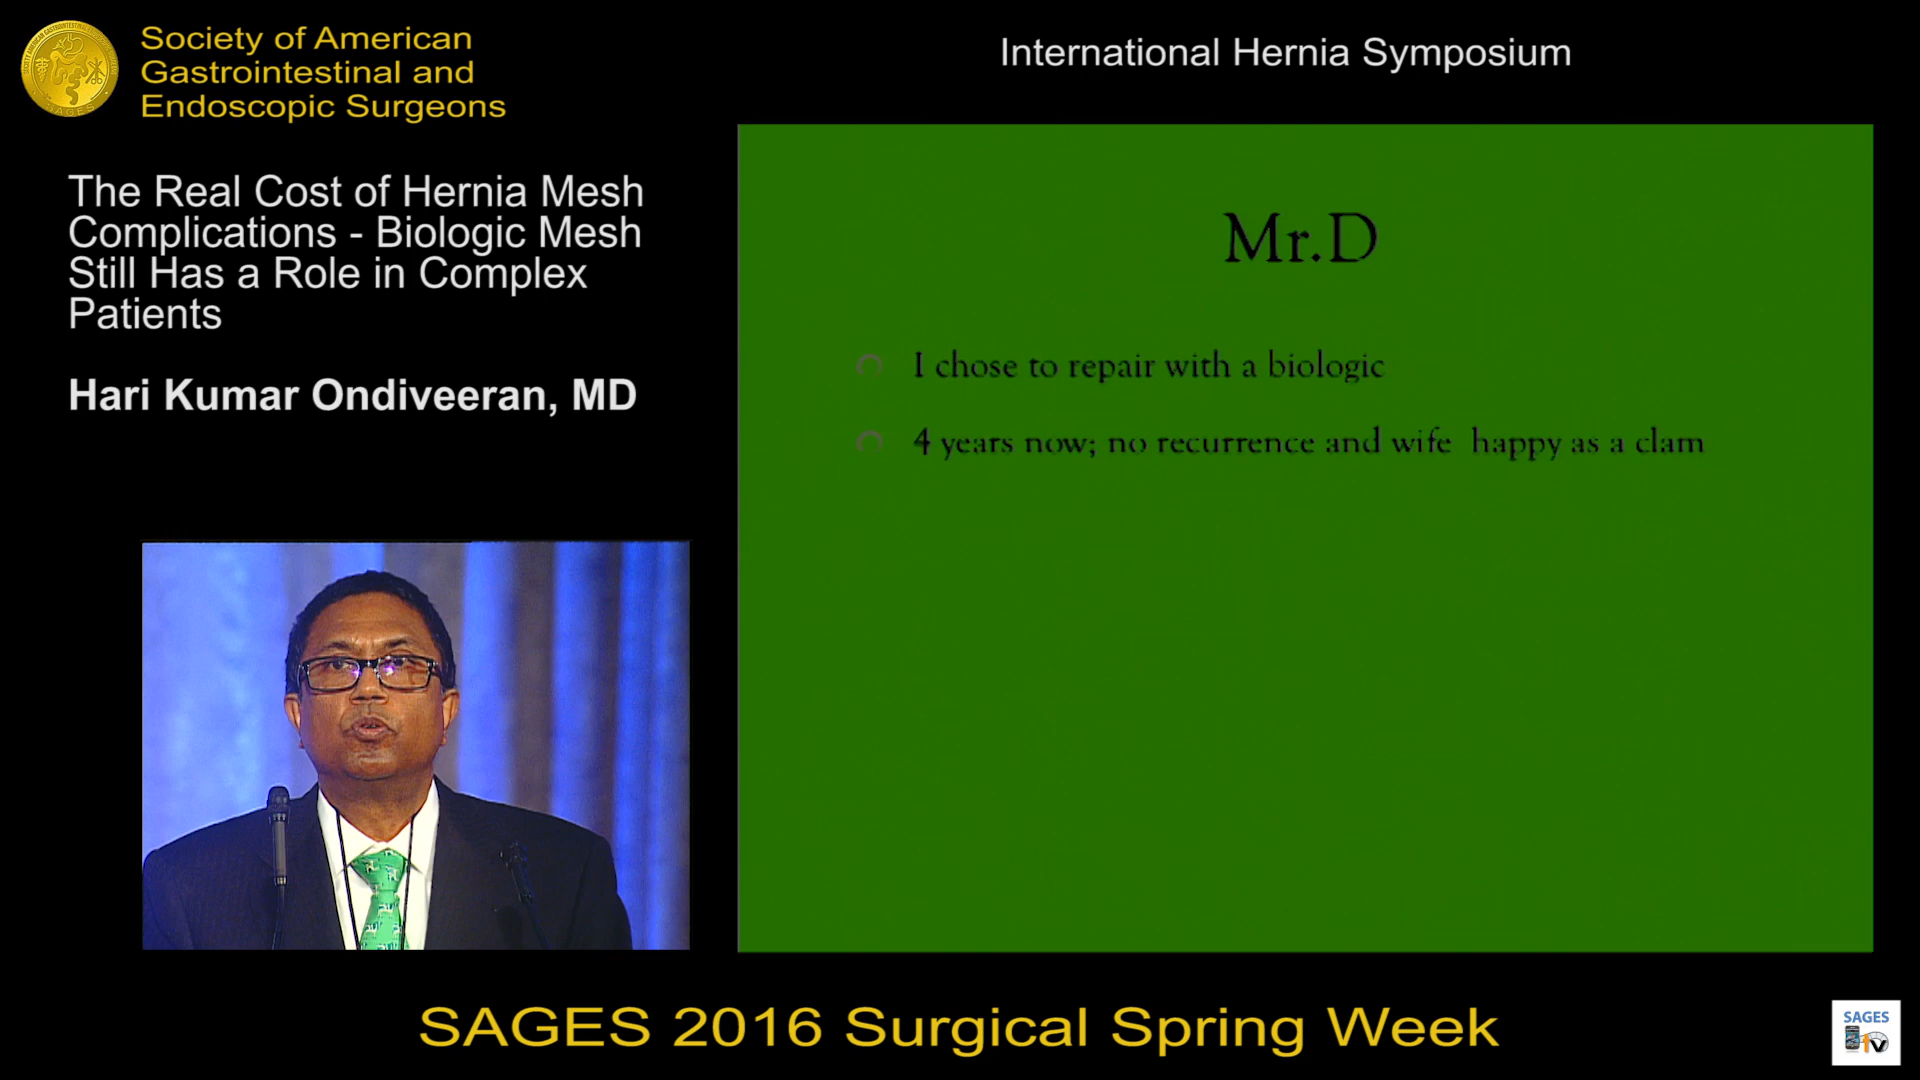 Society of American
Gastrointestinal and
Endoscopic Surgeons
International Hernia Symposium
The Real Cost of Hernia Mesh
Complications - Biologic Mesh
Still Has a Role in Complex
Patients
Hari Kumar Ondiveeran, MD
Mr.D
I chose to repair with a biologic
4 years now; no recurrence and wife happy as a clam
SAGES 2016 Surgical Spring Week
SAGES
TV